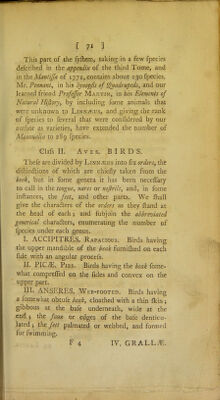 [ 71 ]
This part of the ſyſtem, taking in a few ſpecies
deſcribed in the appendix of the third Tome, and
in the Mantiſſæ of 1772, contains about 230 ſpecies.
Mr. Pennant, in his Synopſis of Quadrupeds, and our
learned friend Profeſſor MARTIN, in his Elements of
Natural Hiſtory, by including ſome animals that
were unknown to LINNÆUS, and giving the rank
of ſpecies to ſeveral that were conſidered by our
author as varieties, have extended the number of
Mammalia to 289 ſpecies.
Claſs II. AVES. BIRDS.
Theſe are divided by LINNÆUS into ſix orders, the
diſtinctions of which are chiefly taken from the
beak, but in ſome genera it has been neceſſary
to call in the tongue, nares or noſtrils, and, in ſome
inſtances, the feet, and other parts. We ſhall
give the characters of the orders as they ſtand at
the head of each; and ſubjoin the abbreviated
generical characters, enumerating the number of
ſpecies under each genus.
I. ACCIPITRES. RAPACIOUS. Birds having
the upper mandible of the beak furniſhed on each
ſide with an angular proceſs.
II. PICÆ, PIES. Birds having the beak ſome-
what compreſſed on the ſides and convex on the
upper part.
III. ANSERES, WEB-FOOTED. Birds having
a ſomewhat obtuſe beak, cloathed with a thin ſkin;
gibbous at the baſe underneath, wide at the
end; the faux or edges of the baſe denticu-
lated; the feet palmated or webbed, and formed
for ſwimming.
F 4 IV. GRALLÆ.